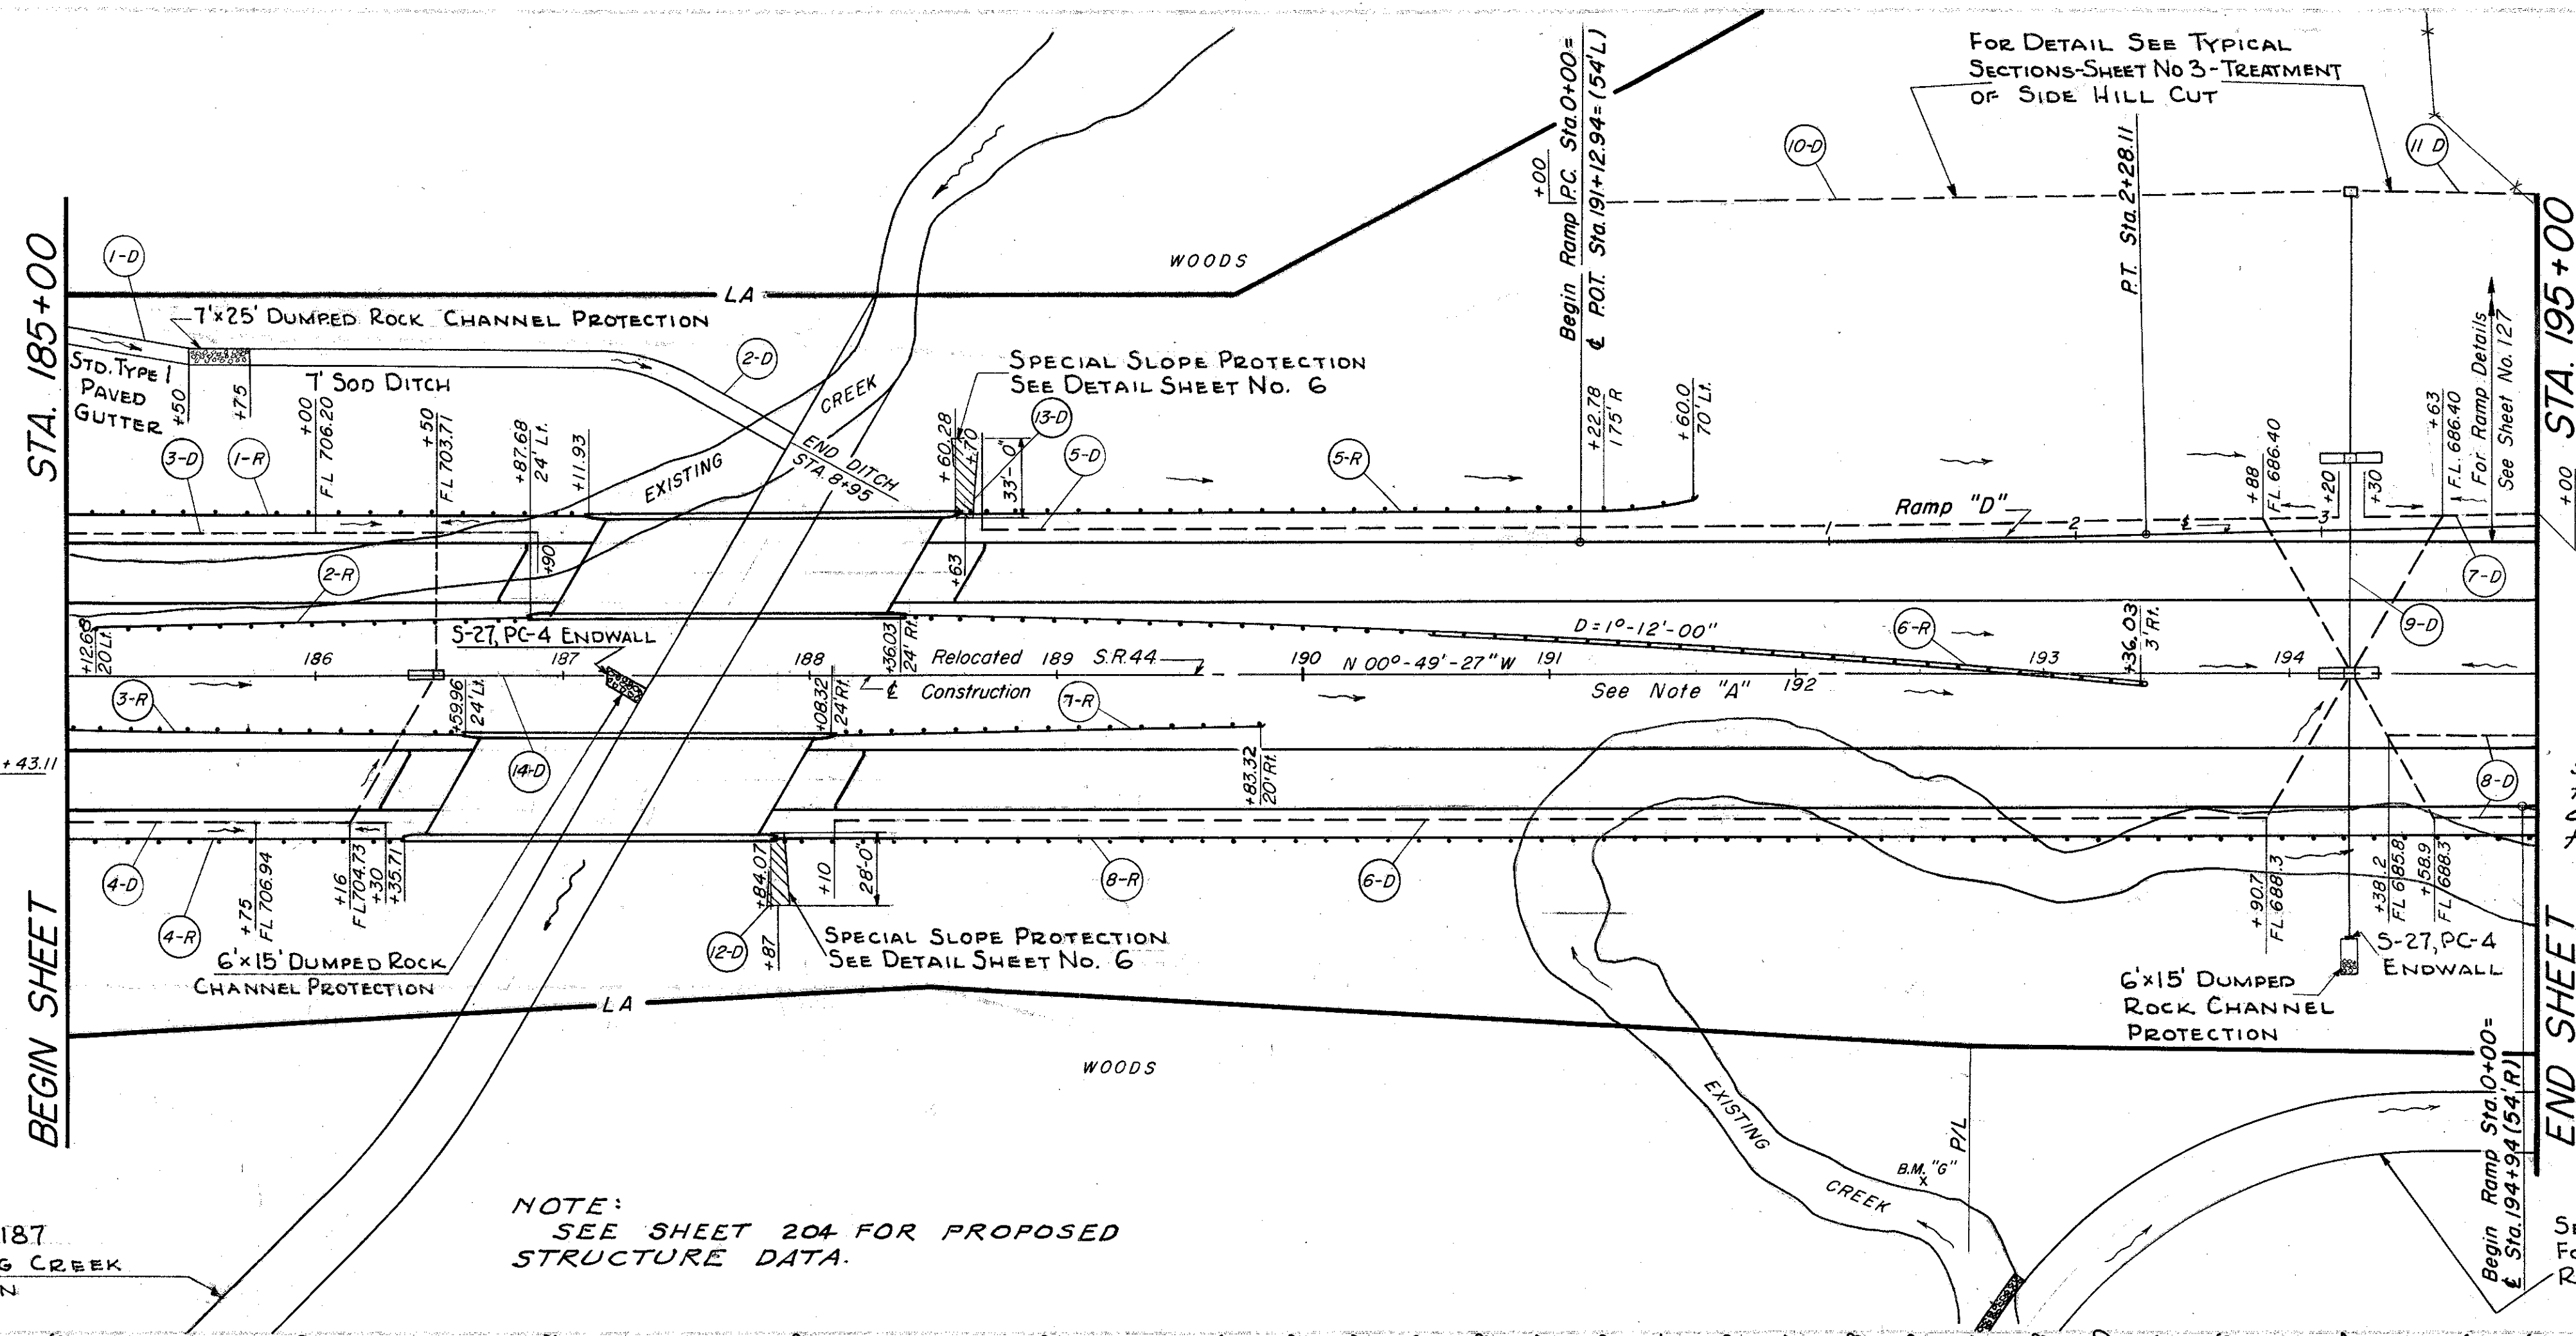 STA. 185+00
BEGIN SHEET
+43.11
187
CREEK
1-D
7'x25' DUMPED ROCK CHANNEL PROTECTION
STD. TYPE 1
PAVED
GUTTER
+50
+75
7' SOD DITCH
2-D
3-D
1-R
+00
F.L 706.20
+50
F.L 703.71
+87.68
24' Lt.
+11.93
+90
LA
WOODS
EXISTING
CREEK
END DITCH
STA. 8+95
SPECIAL SLOPE PROTECTION
SEE DETAIL SHEET No. 6
13-D
+60.28
+70
33'-0"
5-D
+63
5-R
+00
Begin Ramp P.C. Sta. 0+00=
℄ P.O.T. Sta. 191+12.94= (54' L)
+22.78
175' R
+60.0
70' Lt.
10-D
FOR DETAIL SEE TYPICAL
SECTIONS-SHEET No 3-TREATMENT
OF SIDE HILL CUT
P.T. Sta. 2+28.11
11 D
Ramp "D"
1
2
℄
3
+88
FL 686.40
+20
+30
+63
F.L. 686.40
For Ramp Details
See Sheet No. 127
7-D
9-D
2-R
+12.68
20' Lt.
S-27, PC-4 ENDWALL
186
187
188
+36.03
24' Rt.
Relocated 189 S.R. 44
℄ Construction
190
N 00°-49'-27" W
191
D = 1°-12'-00"
See Note "A"
192
6-R
193
+36.03
3' Rt.
194
3-R
+59.96
24' Lt.
14-D
+08.32
24' Rt.
7-R
+83.32
20' Rt.
8-D
4-D
4-R
+75
FL 706.94
+16
FL 704.73
+30
+35.71
6'x15' DUMPED ROCK
CHANNEL PROTECTION
12-D
+84.07
+87
+10
28'-0"
SPECIAL SLOPE PROTECTION
SEE DETAIL SHEET No. 6
8-R
6-D
+90.7
FL 688.3
+38.2
FL 685.8
+58.9
FL 688.3
S-27, PC-4
ENDWALL
6'x15' DUMPED
ROCK CHANNEL
PROTECTION
LA
WOODS
EXISTING
CREEK
B.M. "G"
x
P/L
Begin Ramp Sta. 0+00=
℄ Sta. 194+94 (54' R)
NOTE:
SEE SHEET 204 FOR PROPOSED
STRUCTURE DATA.
STA. 195+00
+00
END SHEET